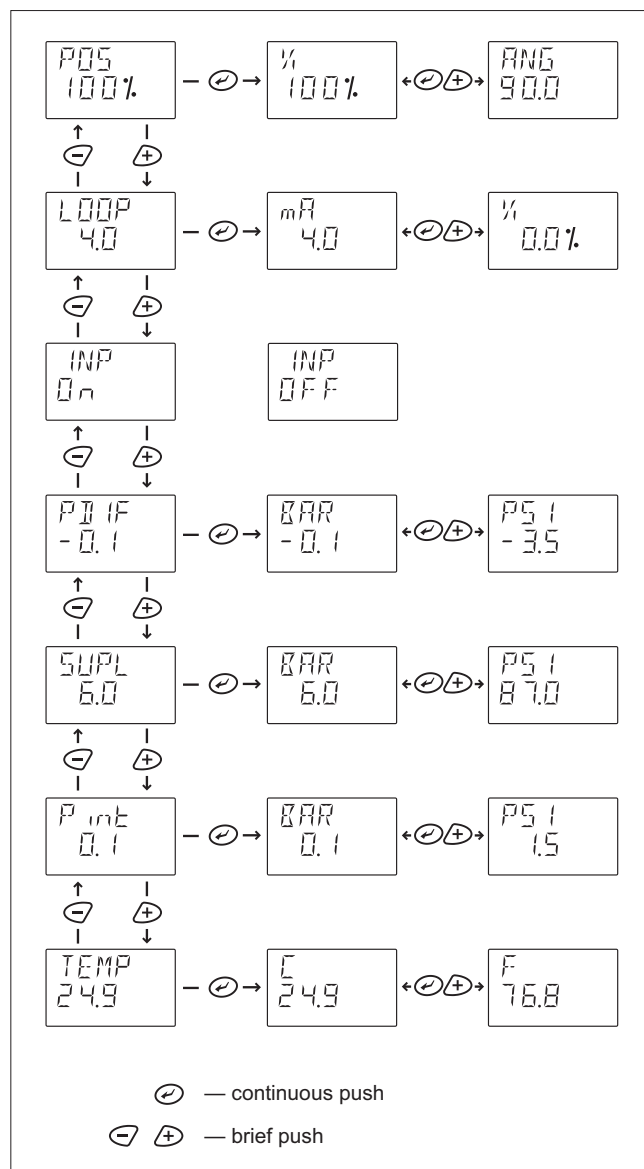 POS % ANG
100% 100% 90.0
LOOP mA %
4.0 4.0 0.0%
INP INP
On OFF
PDIF BAR PSI
-0.1 -0.1 -3.5
SUPL BAR PSI
6.0 6.0 87.0
P int BAR PSI
0.1 0.1 1.5
TEMP C F
24.9 24.9 76.8
— continuous push
— brief push